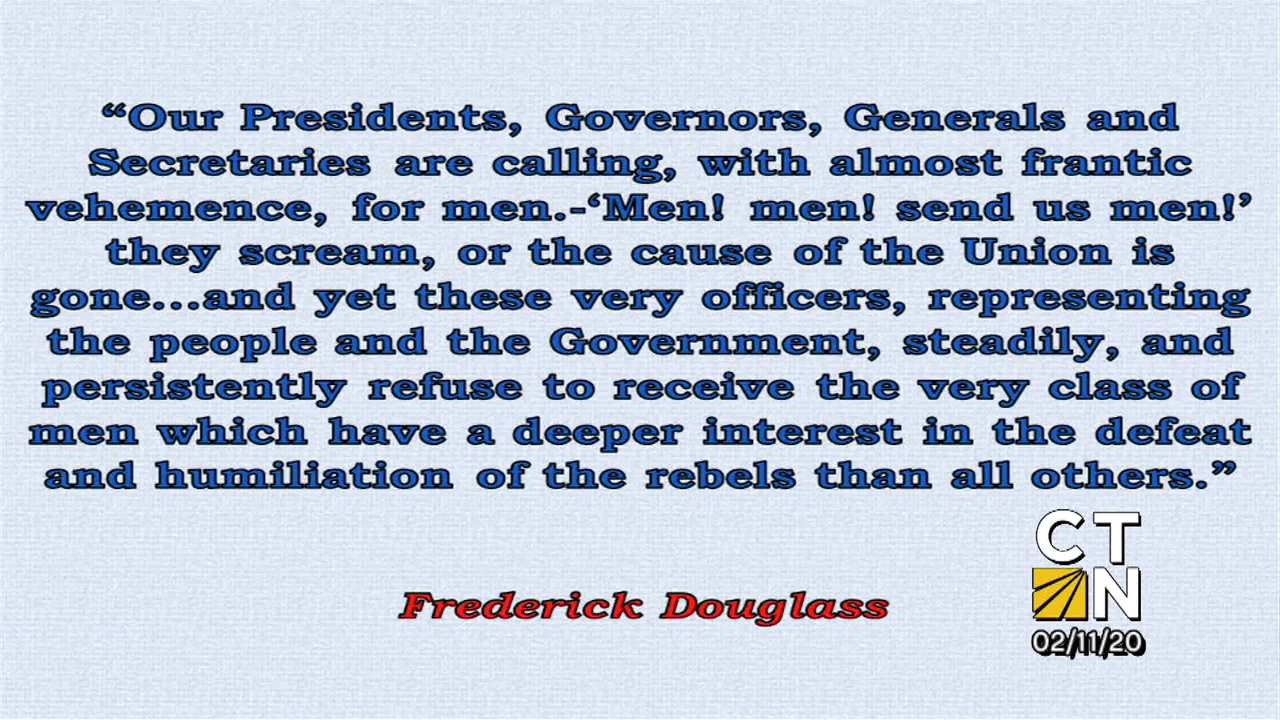 “Our Presidents, Governors, Generals and
Secretaries are calling, with almost frantic
vehemence, for men.-‘Men! men! send us men!’
they scream, or the cause of the Union is
gone...and yet these very officers, representing
the people and the Government, steadily, and
persistently refuse to receive the very class of
men which have a deeper interest in the defeat
and humiliation of the rebels than all others.”
Frederick Douglass
CT
N
02/11/20